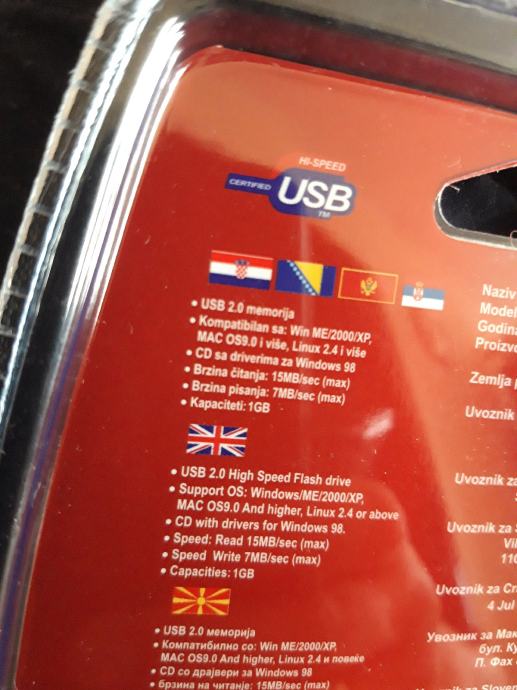 HI-SPEED
CERTIFIED
USB
TM
• USB 2.0 memorija
• Kompatibilan sa: Win ME/2000/XP,
MAC OS9.0 i više, Linux 2.4 i više
• CD sa driverima za Windows 98
• Brzina čitanja: 15MB/sec (max)
• Brzina pisanja: 7MB/sec (max)
• Kapaciteti: 1GB
• USB 2.0 High Speed Flash drive
• Support OS: Windows/ME/2000/XP,
MAC OS9.0 And higher, Linux 2.4 or above
• CD with drivers for Windows 98.
• Speed: Read 15MB/sec (max)
• Speed Write 7MB/sec (max)
• Capacities: 1GB
• USB 2.0 меморија
• Компатибилно со: Win ME/2000/XP,
MAC OS9.0 And higher, Linux 2.4 и повеќе
• CD со драјвери за Windows 98
• брзина на читање: 15MB/sec (max)
Naziv
Model
Godina
Proizvo
Zemlja p
Uvoznik
Uvoznik za
Uvoznik za
Uvoznik za
4 Jul
Увозник за Мак
бул. Ку
П. Фах